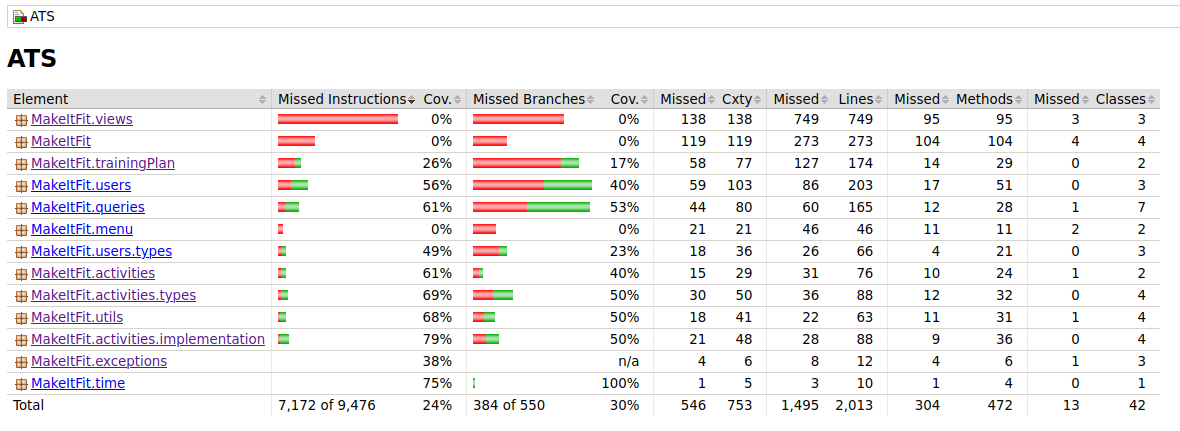 ATS
ATS
Element Missed Instructions Cov. Missed Branches Cov. Missed Cxty Missed Lines Missed Methods Missed Classes
MakeItFit.views 0% 0% 138 138 749 749 95 95 3 3
MakeItFit 0% 0% 119 119 273 273 104 104 4 4
MakeItFit.trainingPlan 26% 17% 58 77 127 174 14 29 0 2
MakeItFit.users 56% 40% 59 103 86 203 17 51 0 3
MakeItFit.queries 61% 53% 44 80 60 165 12 28 1 7
MakeItFit.menu 0% 0% 21 21 46 46 11 11 2 2
MakeItFit.users.types 49% 23% 18 36 26 66 4 21 0 3
MakeItFit.activities 61% 40% 15 29 31 76 10 24 1 2
MakeItFit.activities.types 69% 50% 30 50 36 88 12 32 0 4
MakeItFit.utils 68% 50% 18 41 22 63 11 31 1 4
MakeItFit.activities.implementation 79% 50% 21 48 28 88 9 36 0 4
MakeItFit.exceptions 38% n/a 4 6 8 12 4 6 1 3
MakeItFit.time 75% 100% 1 5 3 10 1 4 0 1
Total 7,172 of 9,476 24% 384 of 550 30% 546 753 1,495 2,013 304 472 13 42